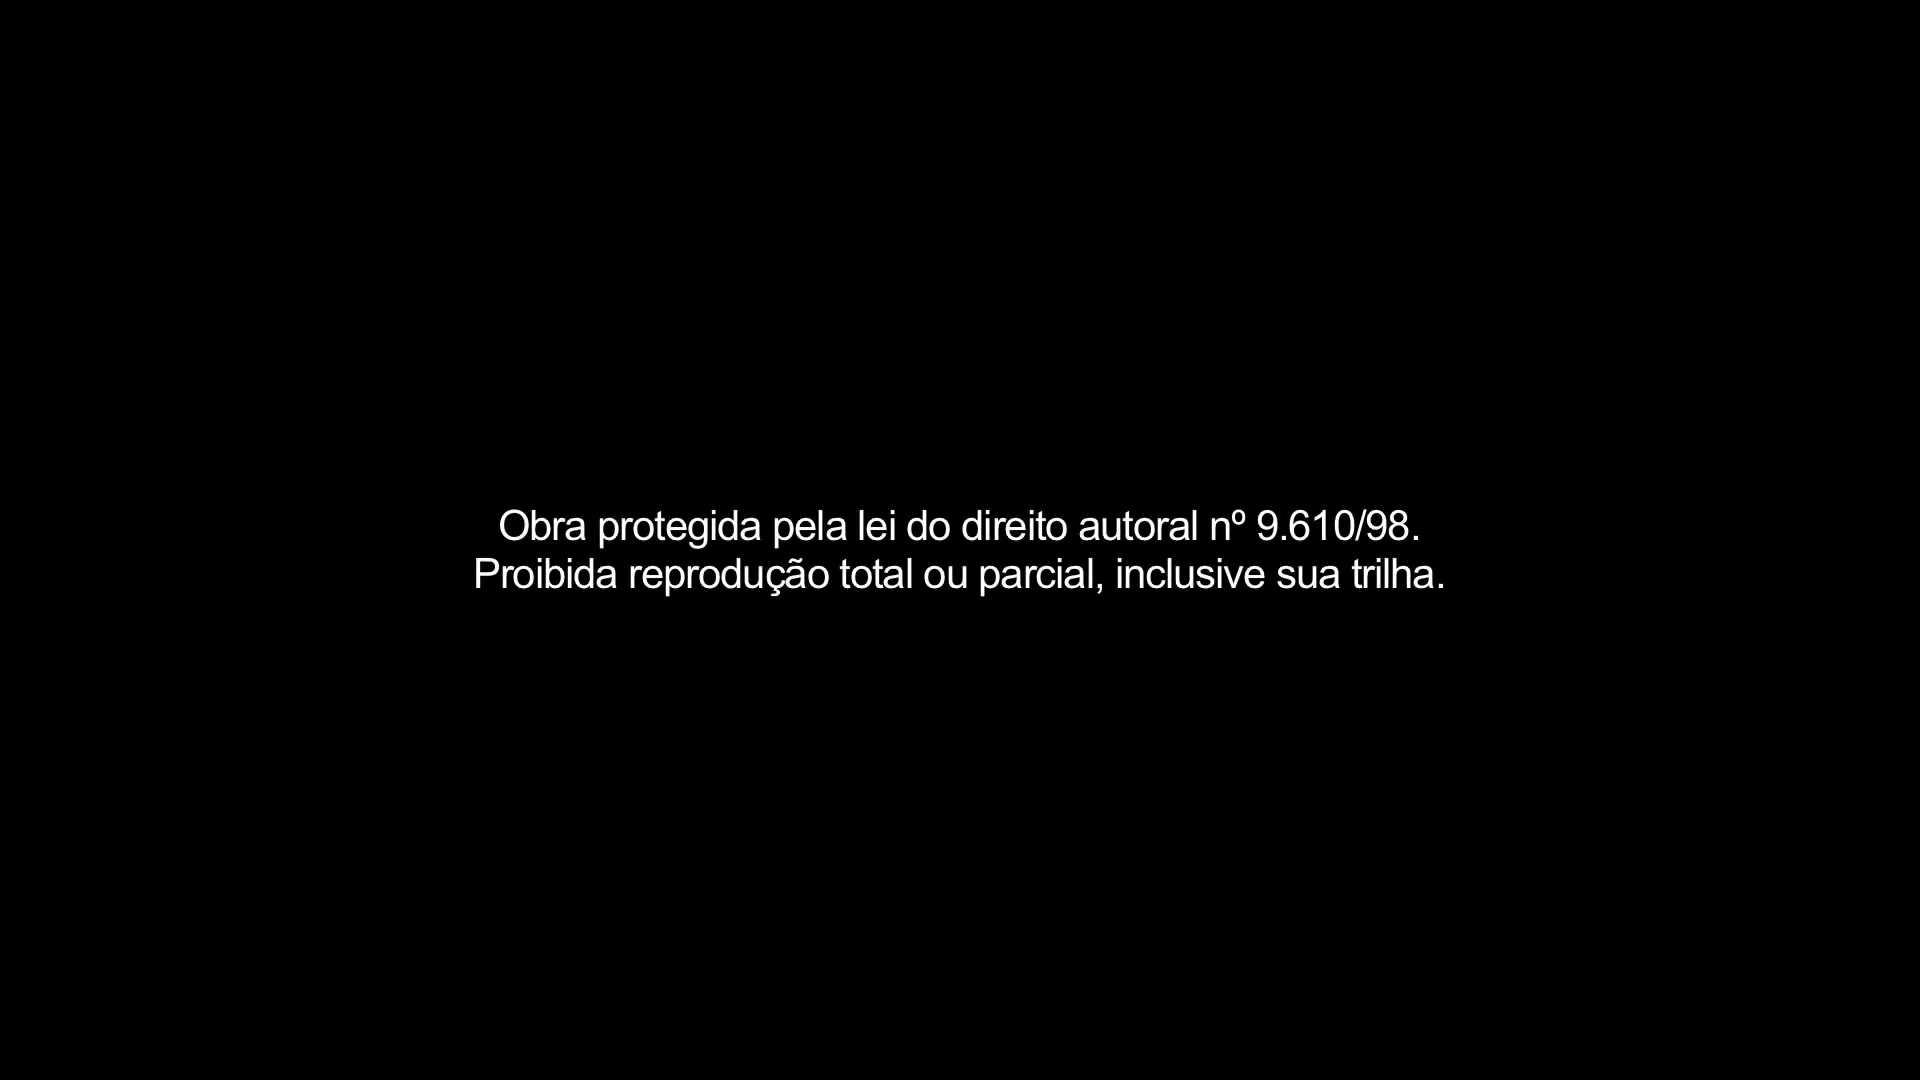 Obra protegida pela lei do direito autoral nº 9.610/98.
Proibida reprodução total ou parcial, inclusive sua trilha.